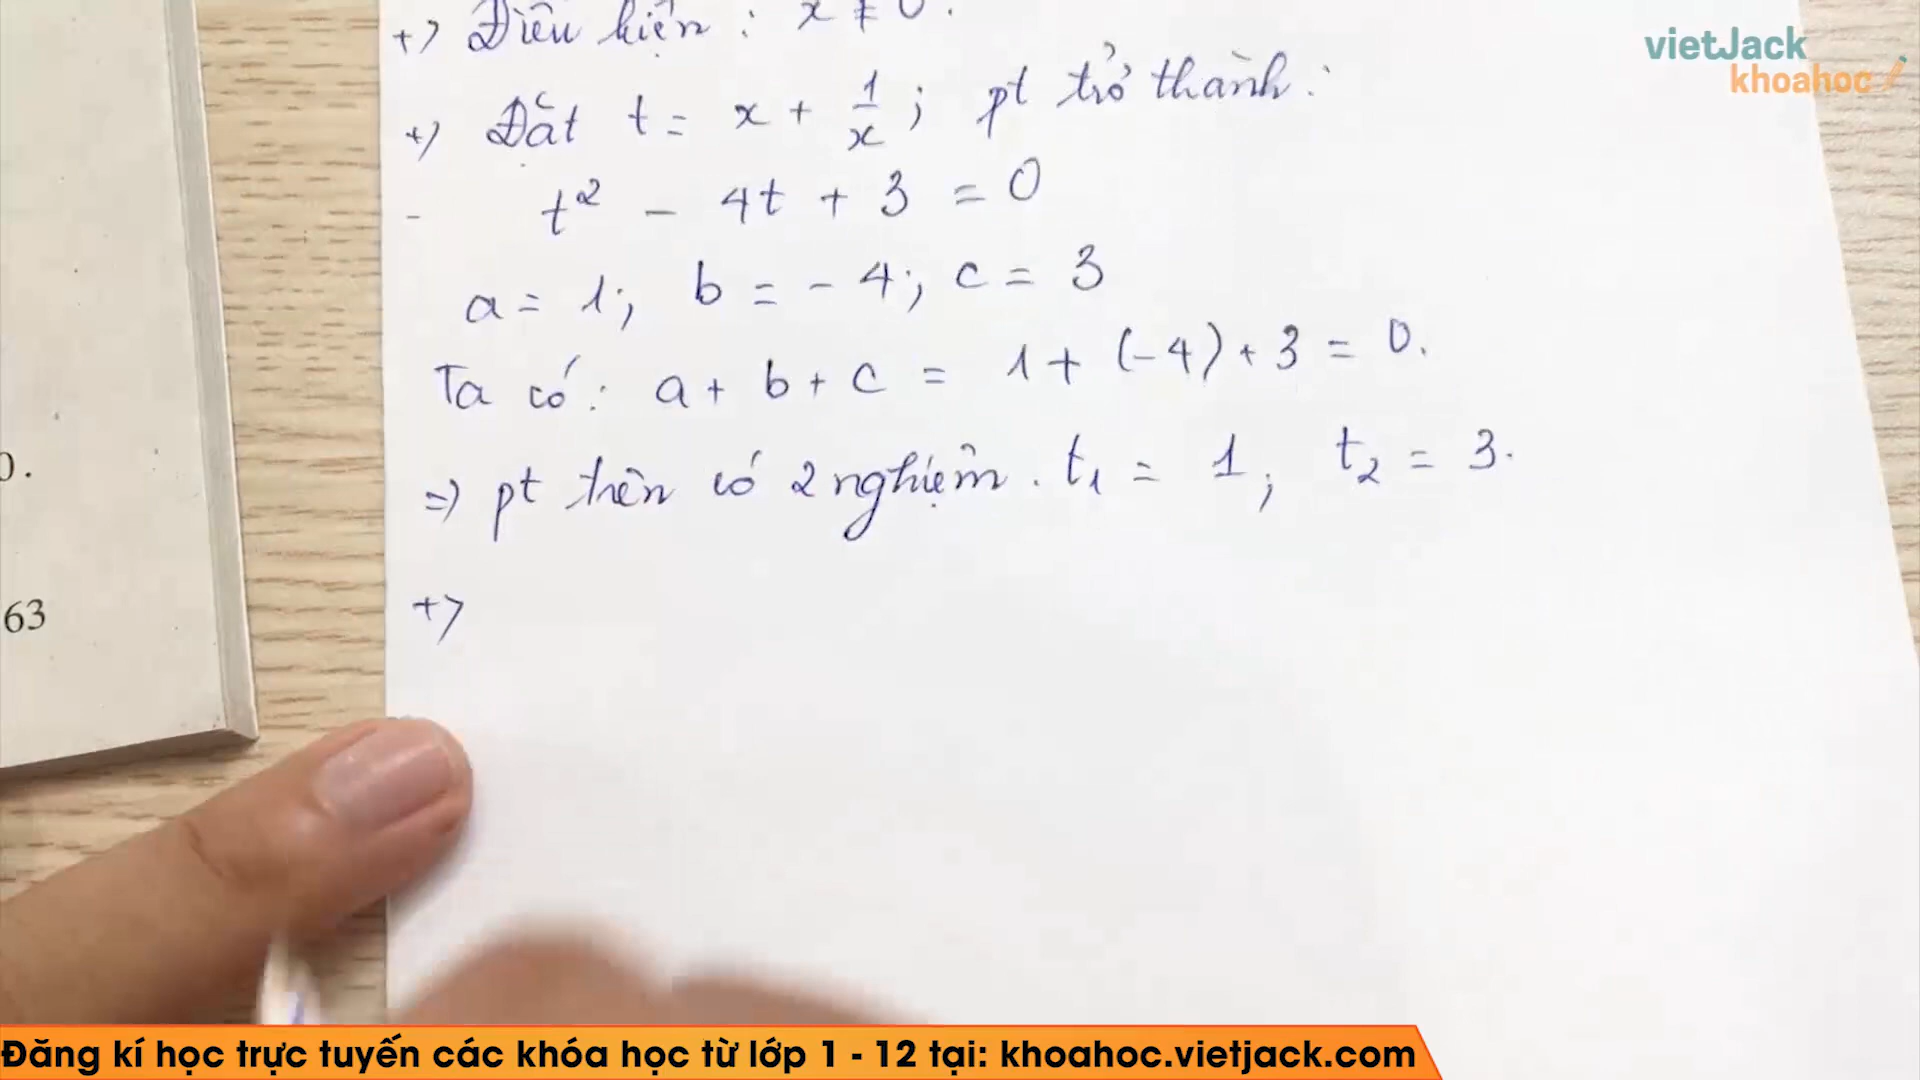 +) Điều kiện : x ≠ 0 .
+) Đặt t = x + 1/x ; pt trở thành :
t² - 4t + 3 = 0
a = 1 ; b = - 4 ; c = 3
Ta có : a + b + c = 1 + (-4) + 3 = 0.
=> pt trên có 2 nghiệm . t₁ = 1 ; t₂ = 3.
+)
0.
63
vietJack
khoahoc
Đăng kí học trực tuyến các khóa học từ lớp 1 - 12 tại: khoahoc.vietjack.com